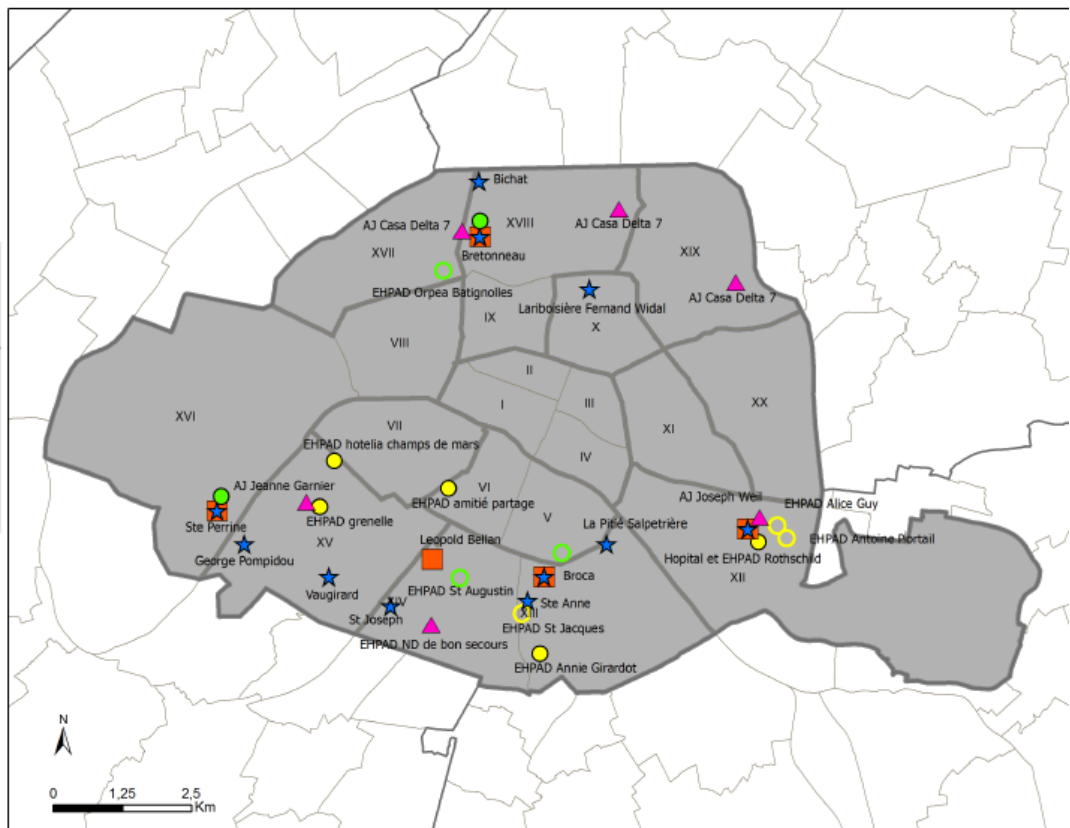 Bichat
XVIII
AJ Casa Delta 7
AJ Casa Delta 7
XVII
Bretonneau
XIX
EHPAD Orpea Batignolles
AJ Casa Delta 7
Lariboisière Fernand Widal
IX
X
VIII
II
I
III
XX
XVI
VII
XI
EHPAD hotelia champs de mars
IV
VI
AJ Jeanne Garnier
EHPAD amitié partage
AJ Joseph Weil
EHPAD Alice Guy
EHPAD grenelle
V
La Pitié Salpetrière
Ste Perrine
XV
Leopold Bellan
EHPAD Antoine Portail
George Pompidou
Hopital et EHPAD Rothschild
Broca
XII
Vaugirard
EHPAD St Augustin
XIV
Ste Anne
St Joseph
XIII
EHPAD St Jacques
EHPAD ND de bon secours
EHPAD Annie Girardot
N
0 1,25 2,5
Km